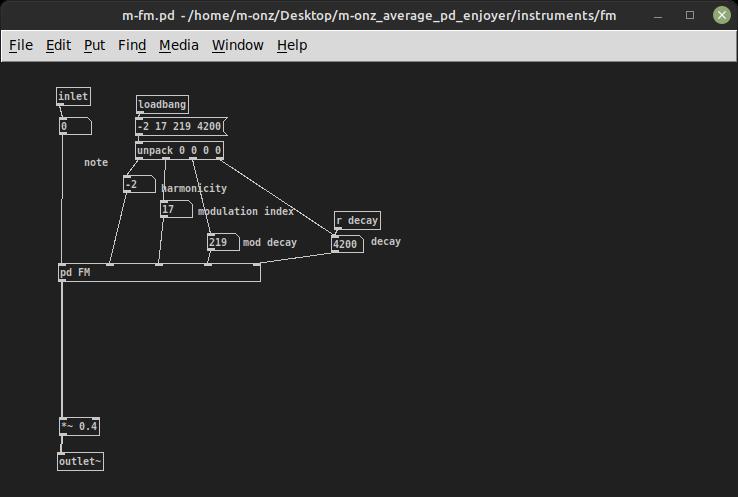 m-fm.pd - /home/m-onz/Desktop/m-onz_average_pd_enjoyer/instruments/fm
File Edit Put Find Media Window Help
inlet
loadbang
0
-2 17 219 4200
unpack 0 0 0 0
note
-2
harmonicity
17
modulation index
r decay
219
mod decay
4200
decay
pd FM
*~ 0.4
outlet~